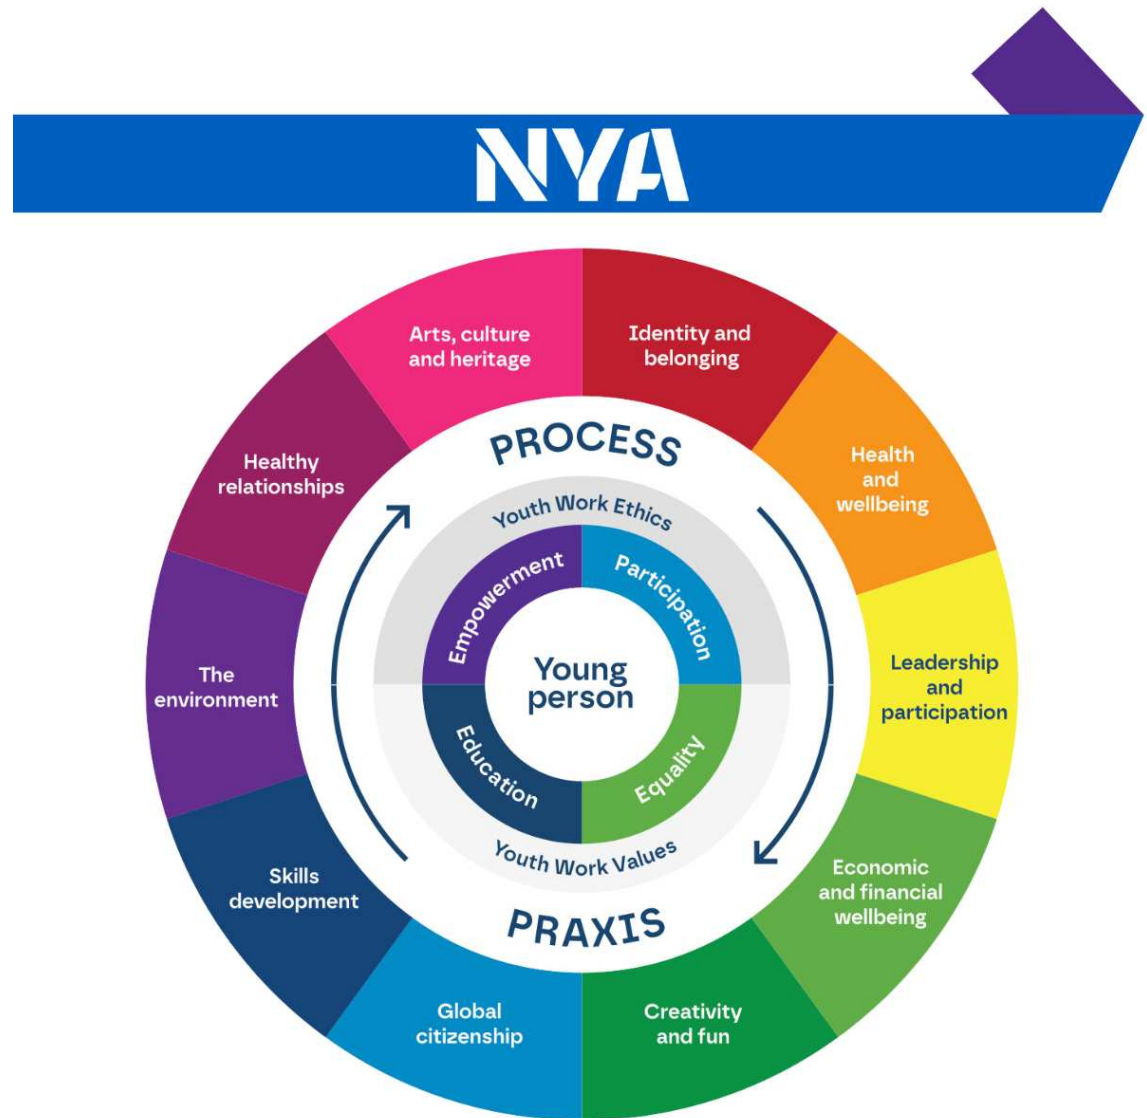 NYA
Arts, culture
and heritage
Identity and
belonging
Health
and
wellbeing
Leadership
and
participation
Economic
and financial
wellbeing
Creativity
and fun
Global
citizenship
Skills
development
The
environment
Healthy
relationships
PROCESS
Youth Work Ethics
Empowerment
Participation
Young
person
Education
Equality
Youth Work Values
PRAXIS